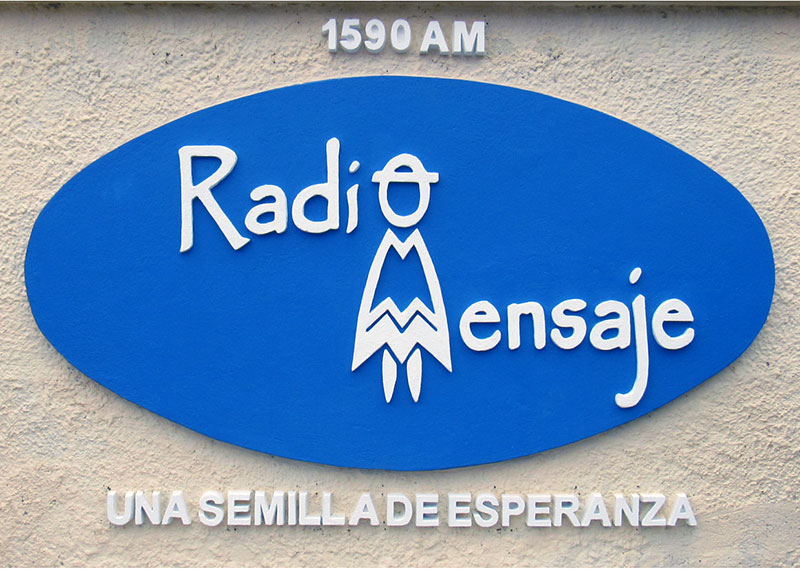 1590 AM
Radio
Mensaje
UNA SEMILLA DE ESPERANZA